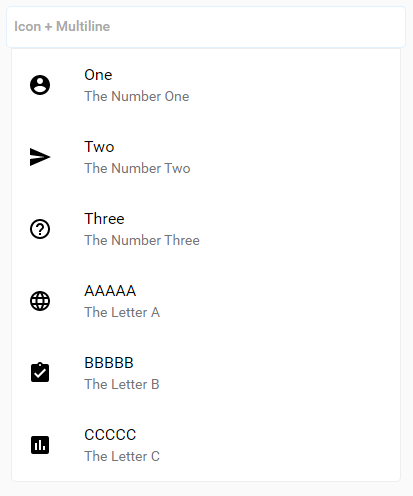 Icon + Multiline
One
The Number One
Two
The Number Two
Three
The Number Three
AAAAA
The Letter A
BBBBB
The Letter B
CCCCC
The Letter C